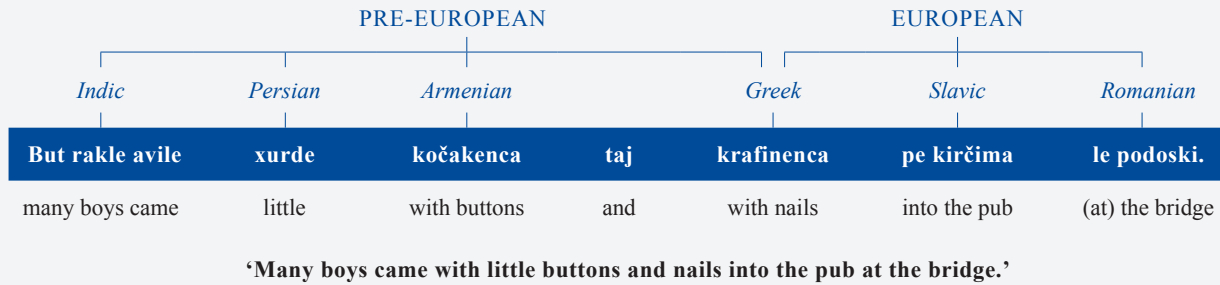 PRE-EUROPEAN EUROPEAN
Indic Persian Armenian Greek Slavic Romanian
But rakle avile xurde kočakenca taj krafinenca pe kirčima le podoski.
many boys came little with buttons and with nails into the pub (at) the bridge
‘Many boys came with little buttons and nails into the pub at the bridge.’